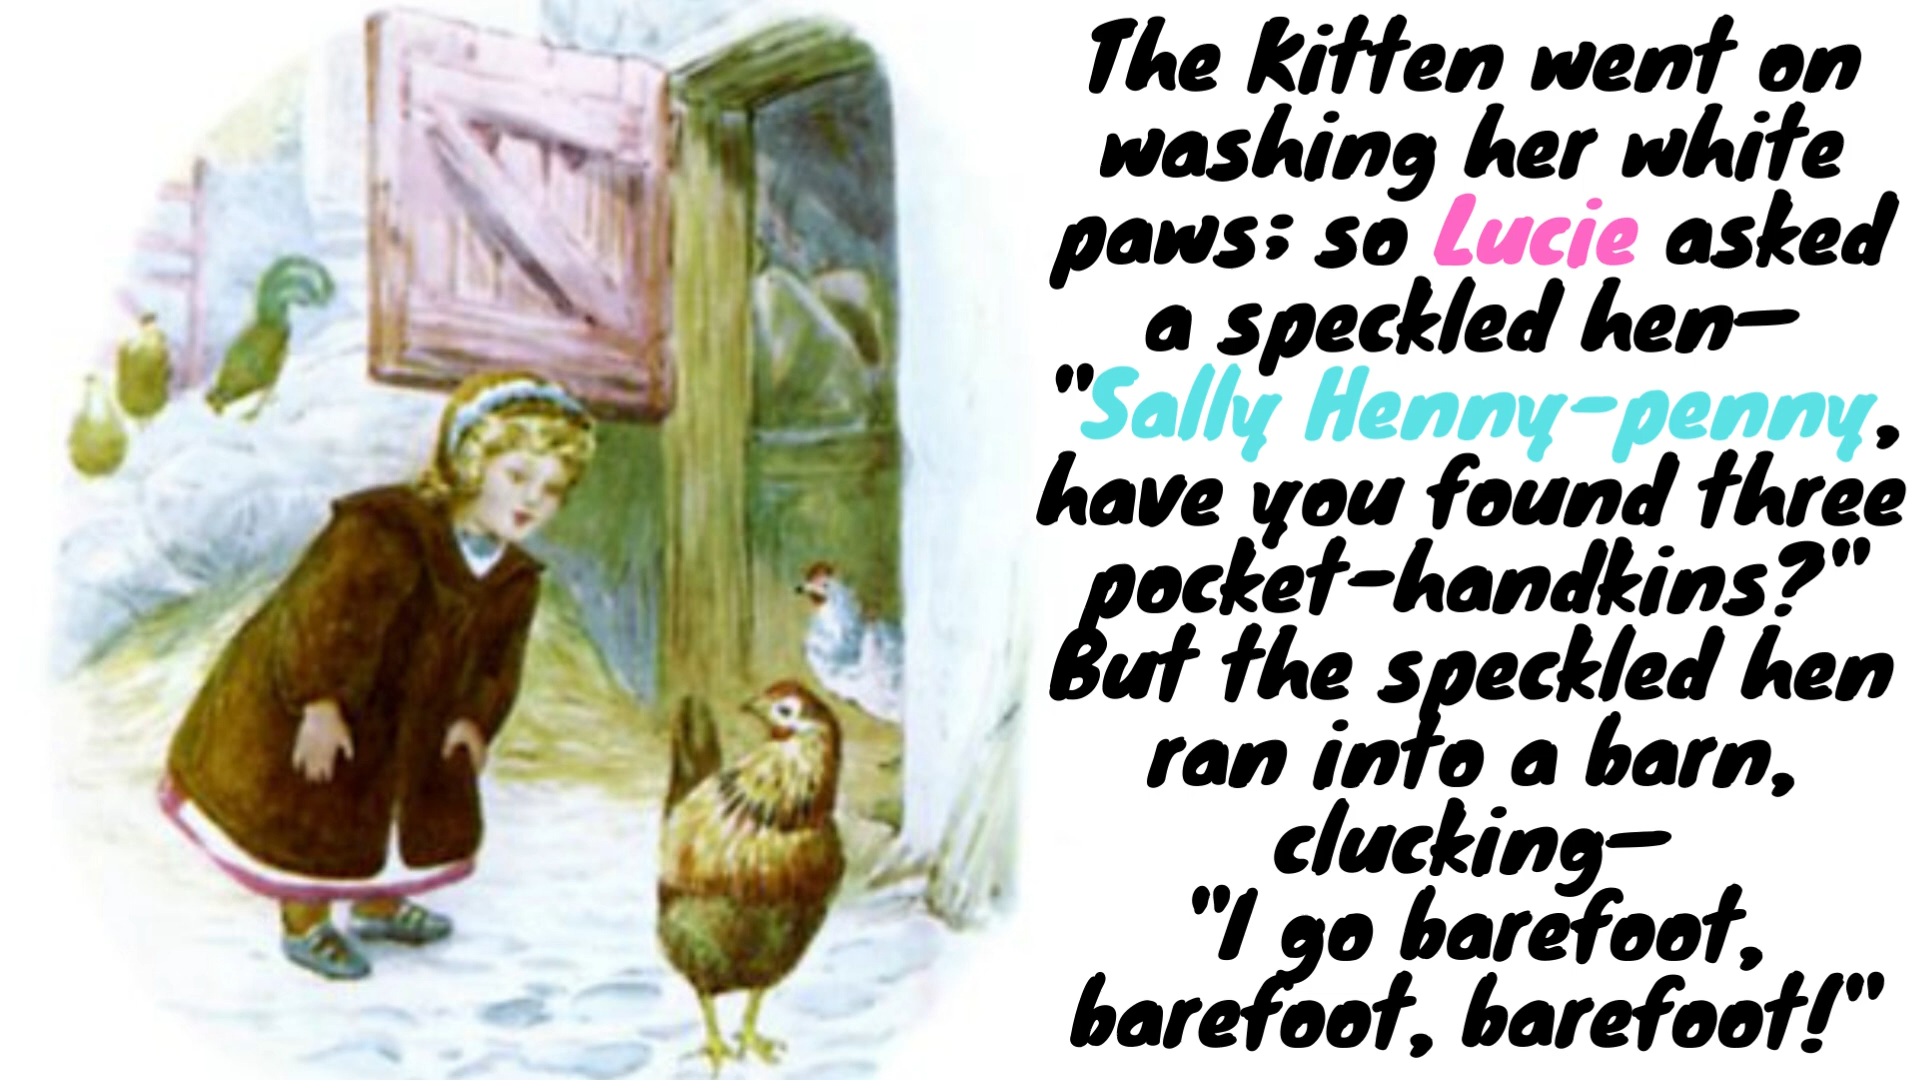 The Kitten went on
washing her white
paws; so Lucie asked
a speckled hen—
"Sally Henny-penny,
have you found three
pocket-handkins?"
But the speckled hen
ran into a barn,
clucking—
"I go barefoot,
barefoot, barefoot!"